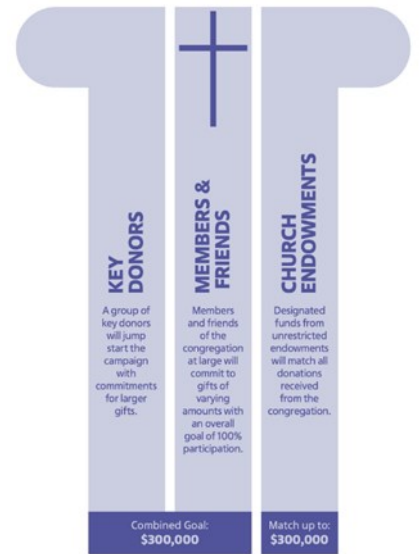 KEY
DONORS
A group of
key donors
will jump
start the
campaign
with
commitments
for larger
gifts.
MEMBERS &
FRIENDS
Members
and friends
of the
congregation
at large will
commit to
gifts of
varying
amounts with
an overall
goal of 100%
participation.
CHURCH
ENDOWMENTS
Designated
funds from
unrestricted
endowments
will match all
donations
received
from the
congregation.
Combined Goal:
$300,000
Match up to:
$300,000